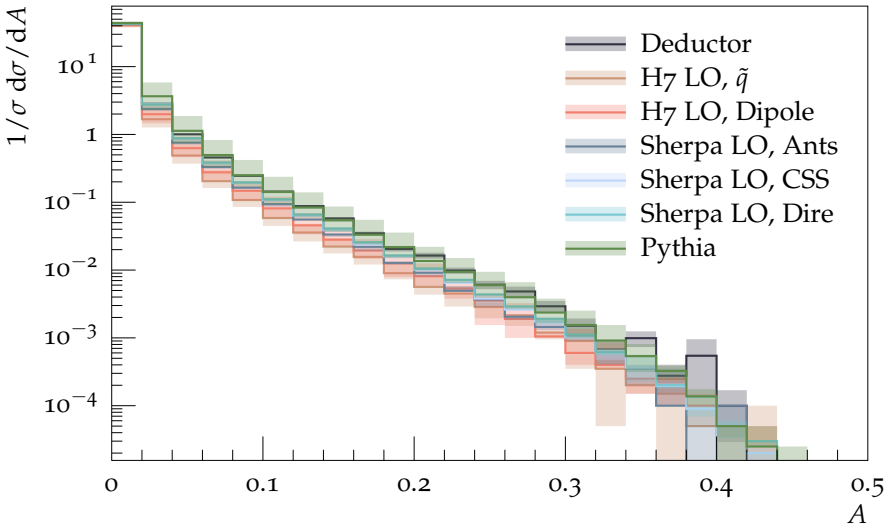 1/σ dσ/dA
10¹
1
10⁻¹
10⁻²
10⁻³
10⁻⁴
Deductor
H7 LO, q̃
H7 LO, Dipole
Sherpa LO, Ants
Sherpa LO, CSS
Sherpa LO, Dire
Pythia
0 0.1 0.2 0.3 0.4 0.5
A